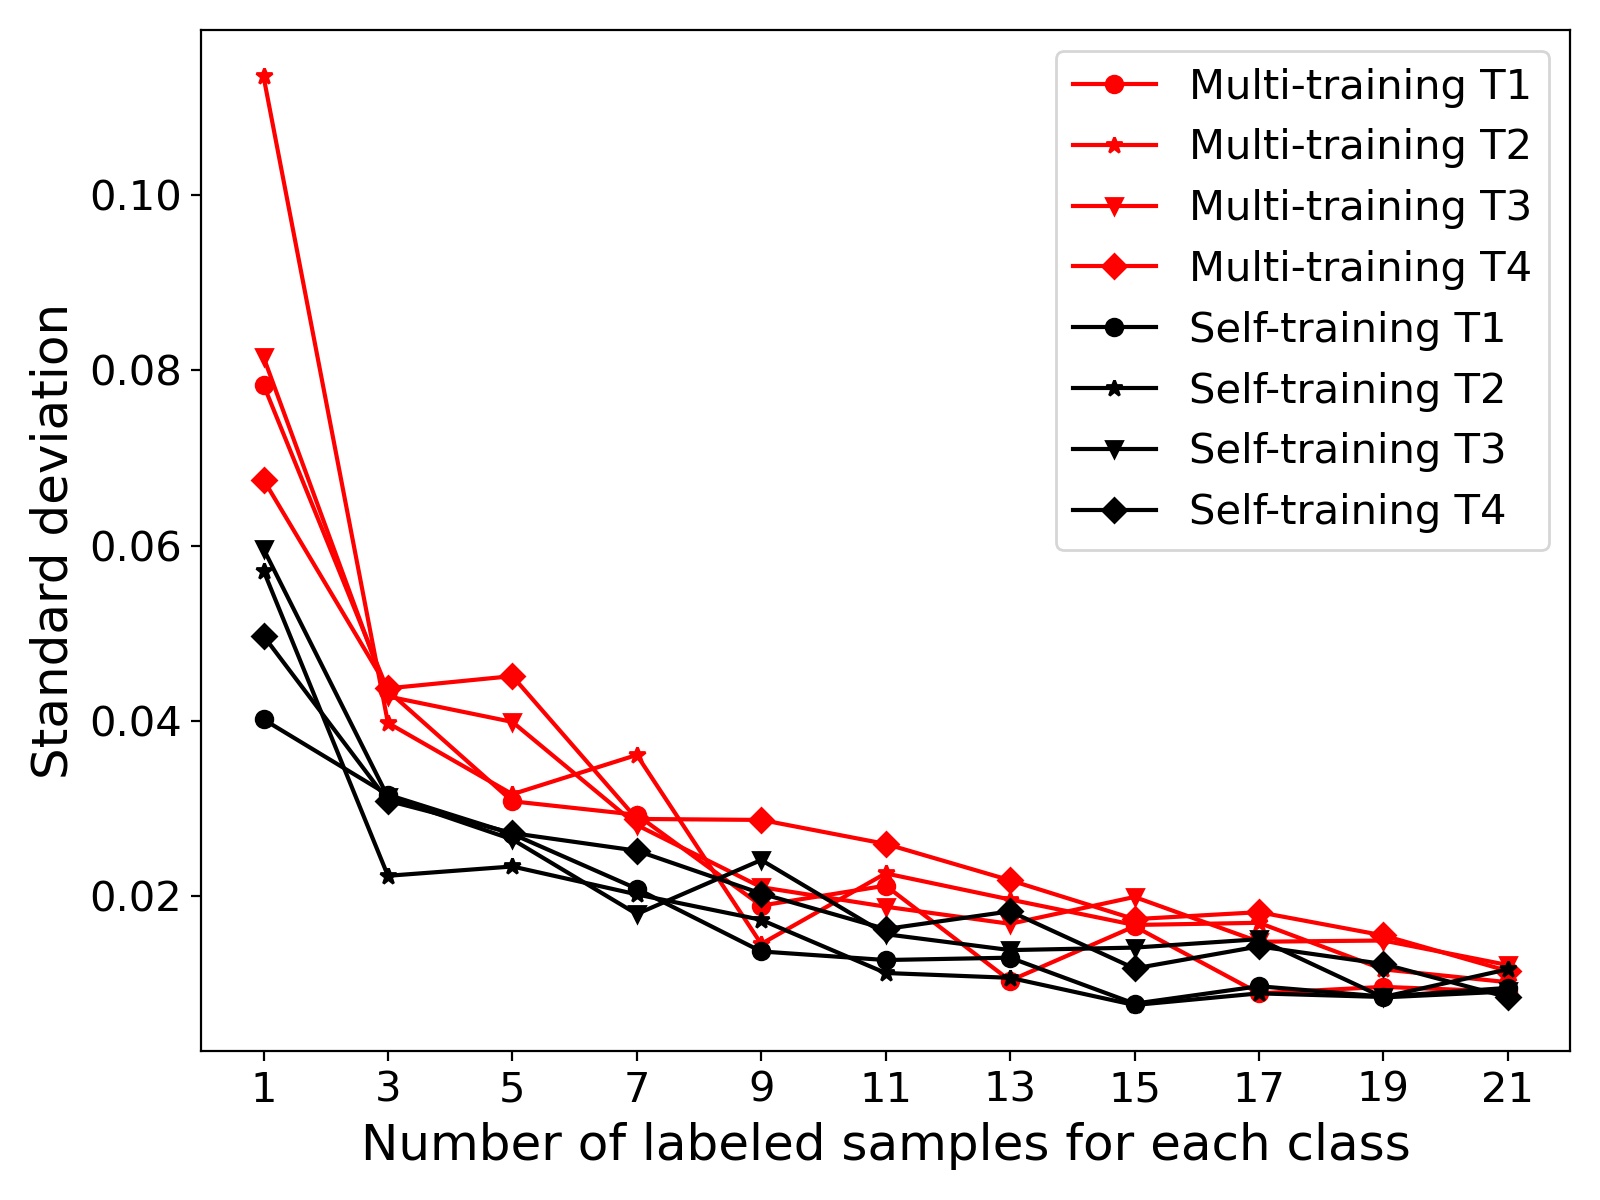 Multi-training T1
Multi-training T2
Multi-training T3
Multi-training T4
Self-training T1
Self-training T2
Self-training T3
Self-training T4
Standard deviation
0.10
0.08
0.06
0.04
0.02
1 3 5 7 9 11 13 15 17 19 21
Number of labeled samples for each class